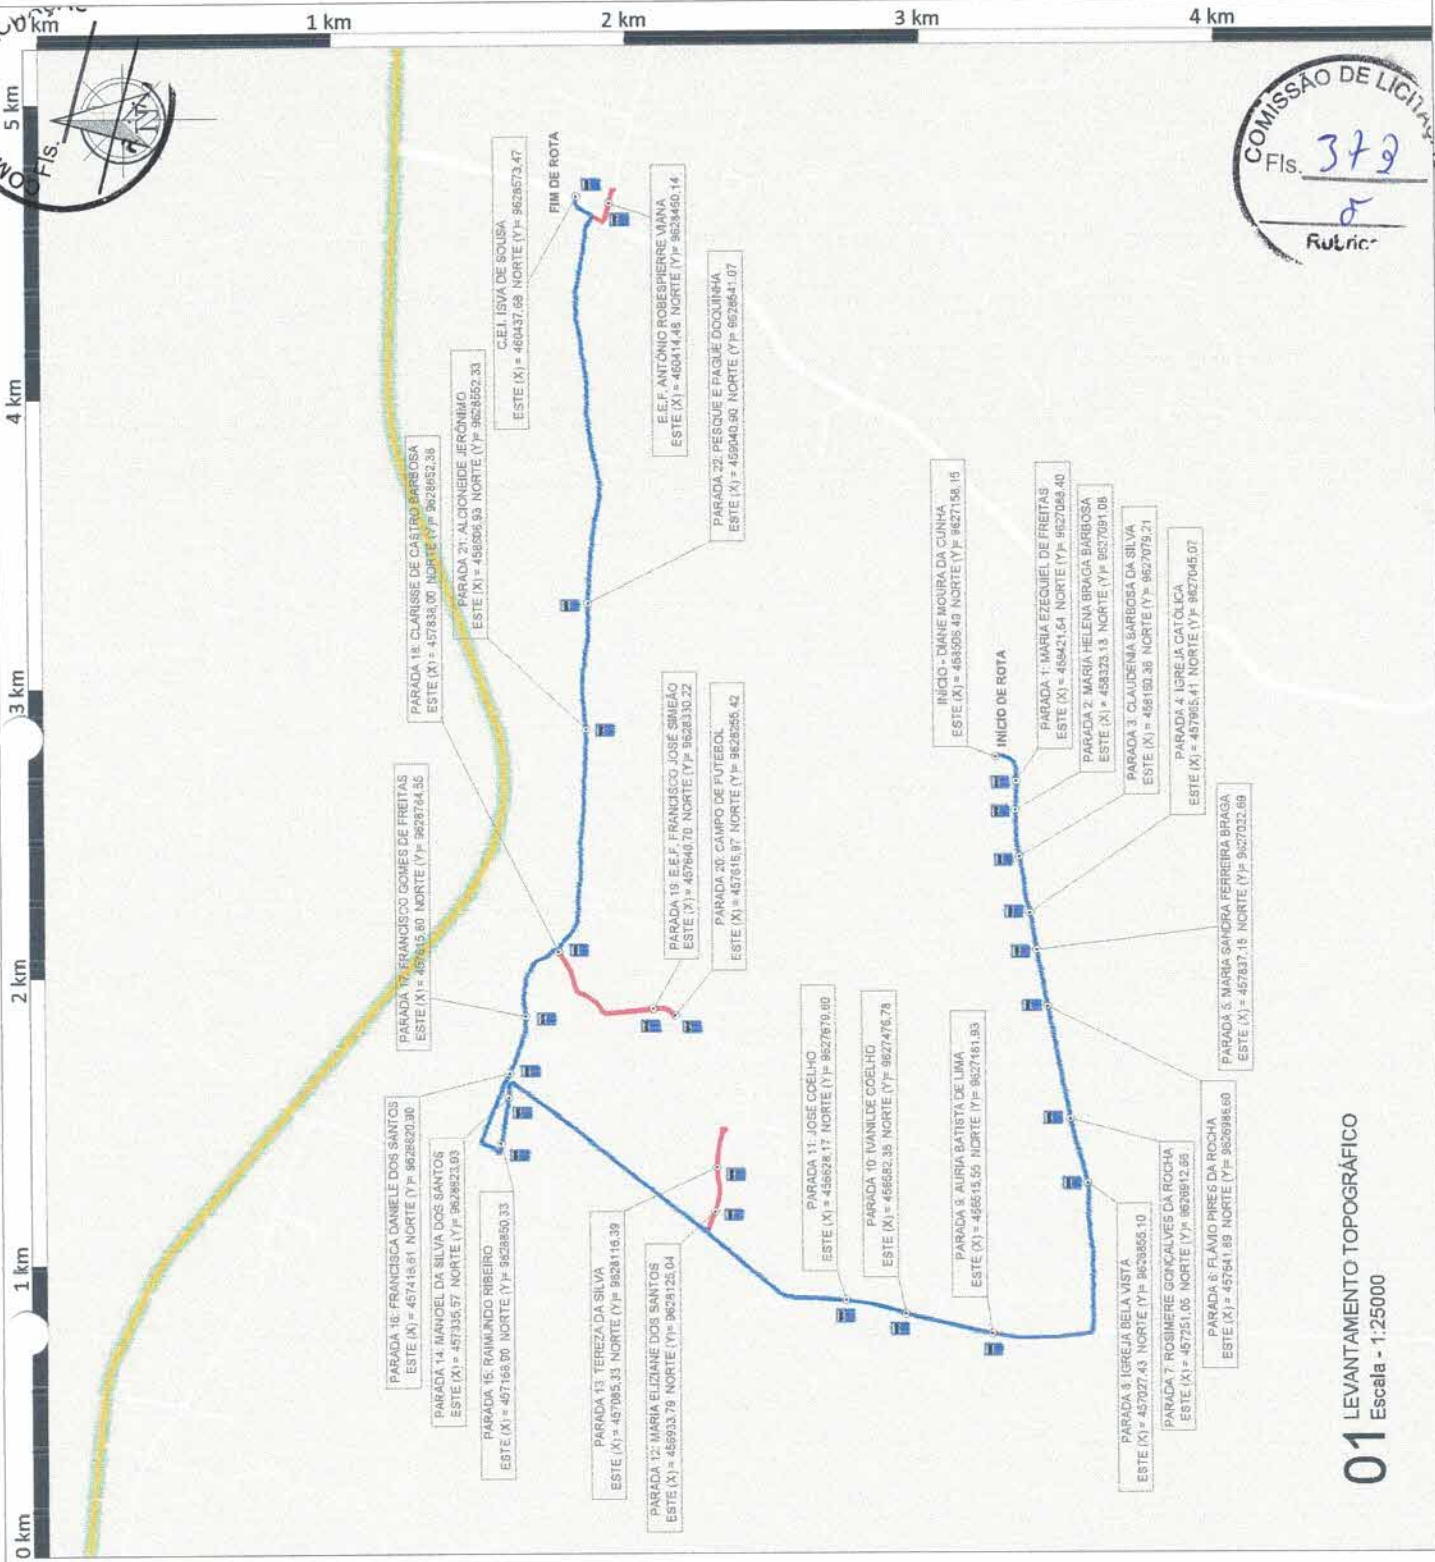 0 km
1 km
2 km
3 km
4 km
0 km
1 km
2 km
3 km
4 km
5 km
Fls.
N
COMISSÃO DE
Fls. 372
FIM DE ROTA
C.E.I. ISVA DE SOUSA
ESTE (X) = 460437,68 NORTE (Y)= 9628573,47
E.E.F. ANTÔNIO ROBESPIERRE VIANA
ESTE (X) = 460414,48 NORTE (Y)= 9628450,14
PARADA 22: PESQUE E PAGUE DOQUINHA
ESTE (X) = 459040,90 NORTE (Y)= 9628541,07
PARADA 21: ALCIONEIDE JERÔNIMO
ESTE (X) = 458606,93 NORTE (Y)= 9628552,33
PARADA 18: CLARISSE DE CASTRO BARBOSA
ESTE (X) = 457838,00 NORTE (Y)= 9628652,36
PARADA 17: FRANCISCO GOMES DE FREITAS
ESTE (X) = 457615,60 NORTE (Y)= 9628764,55
PARADA 19: E.E.F. FRANCISCO JOSÉ SIMEÃO
ESTE (X) = 457640,70 NORTE (Y)= 9628330,22
PARADA 20: CAMPO DE FUTEBOL
ESTE (X) = 457616,97 NORTE (Y)= 9628255,42
PARADA 16: FRANCISCA DANIELE DOS SANTOS
ESTE (X) = 457418,61 NORTE (Y)= 9628820,90
PARADA 14: MANOEL DA SILVA DOS SANTOS
ESTE (X) = 457335,57 NORTE (Y)= 9628823,93
PARADA 15: RAIMUNDO RIBEIRO
ESTE (X) = 457168,90 NORTE (Y)= 9628850,33
PARADA 13: TEREZA DA SILVA
ESTE (X) = 457085,33 NORTE (Y)= 9628116,39
PARADA 12: MARIA ELIZIANE DOS SANTOS
ESTE (X) = 456933,79 NORTE (Y)= 9628125,04
PARADA 11: JOSÉ COELHO
ESTE (X) = 456628,17 NORTE (Y)= 9627679,60
PARADA 10: IVANILDE COELHO
ESTE (X) = 456582,35 NORTE (Y)= 9627476,78
PARADA 9: AURIA BATISTA DE LIMA
ESTE (X) = 456515,55 NORTE (Y)= 9627181,93
INÍCIO - DIANE MOURA DA CUNHA
ESTE (X) = 458506,49 NORTE (Y)= 9627158,15
INÍCIO DE ROTA
PARADA 1: MARIA EZEQUIEL DE FREITAS
ESTE (X) = 458421,54 NORTE (Y)= 9627088,40
PARADA 2: MARIA HELENA BRAGA BARBOSA
ESTE (X) = 458323,13 NORTE (Y)= 9627091,08
PARADA 3: CLAUDENIA BARBOSA DA SILVA
ESTE (X) = 458160,36 NORTE (Y)= 9627079,21
PARADA 4: IGREJA CATÓLICA
ESTE (X) = 457965,41 NORTE (Y)= 9627045,07
PARADA 5: MARIA SANDRA FERREIRA BRAGA
ESTE (X) = 457837,15 NORTE (Y)= 9627022,69
PARADA 6: FLÁVIO PIRES DA ROCHA
ESTE (X) = 457641,89 NORTE (Y)= 9626986,60
PARADA 7: ROSIMERE GONÇALVES DA ROCHA
ESTE (X) = 457251,05 NORTE (Y)= 9626912,66
PARADA 8: IGREJA BELA VISTA
ESTE (X) = 457027,43 NORTE (Y)= 9626855,10
01 LEVANTAMENTO TOPOGRÁFICO
Escala - 1:25000